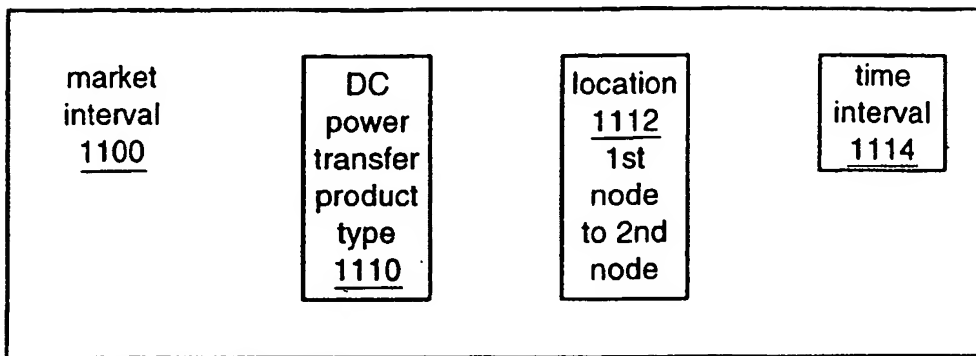 market
interval
1100
DC
power
transfer
product
type
1110
location
1112
1st
node
to 2nd
node
time
interval
1114